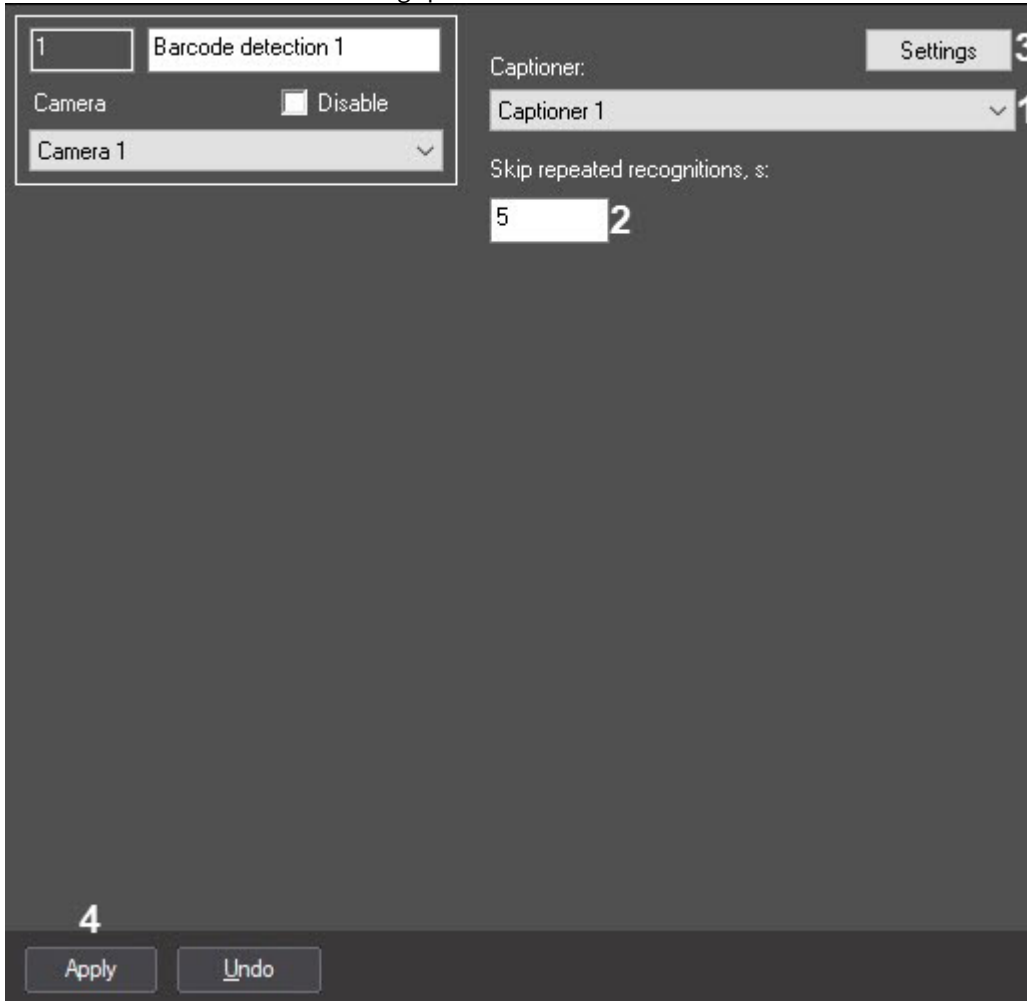 1
Barcode detection 1
Camera
Disable
Camera 1
Settings
3
Captioner:
Captioner 1
1
Skip repeated recognitions, s:
5
2
4
Apply
Undo